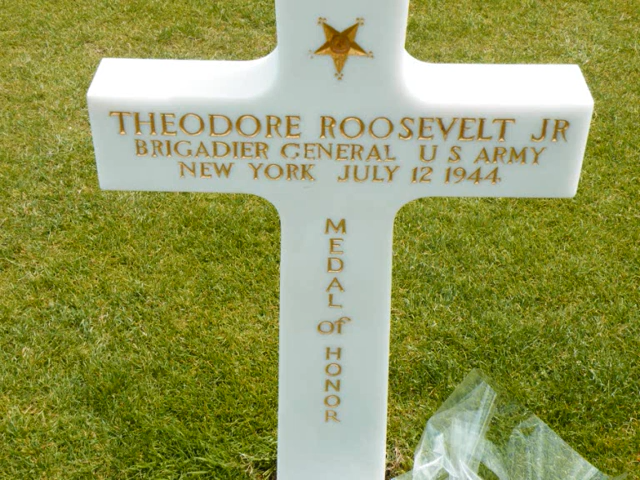 THEODORE ROOSEVELT JR
BRIGADIER GENERAL U S ARMY
NEW YORK JULY 12 1944
MEDAL
of
HONOR